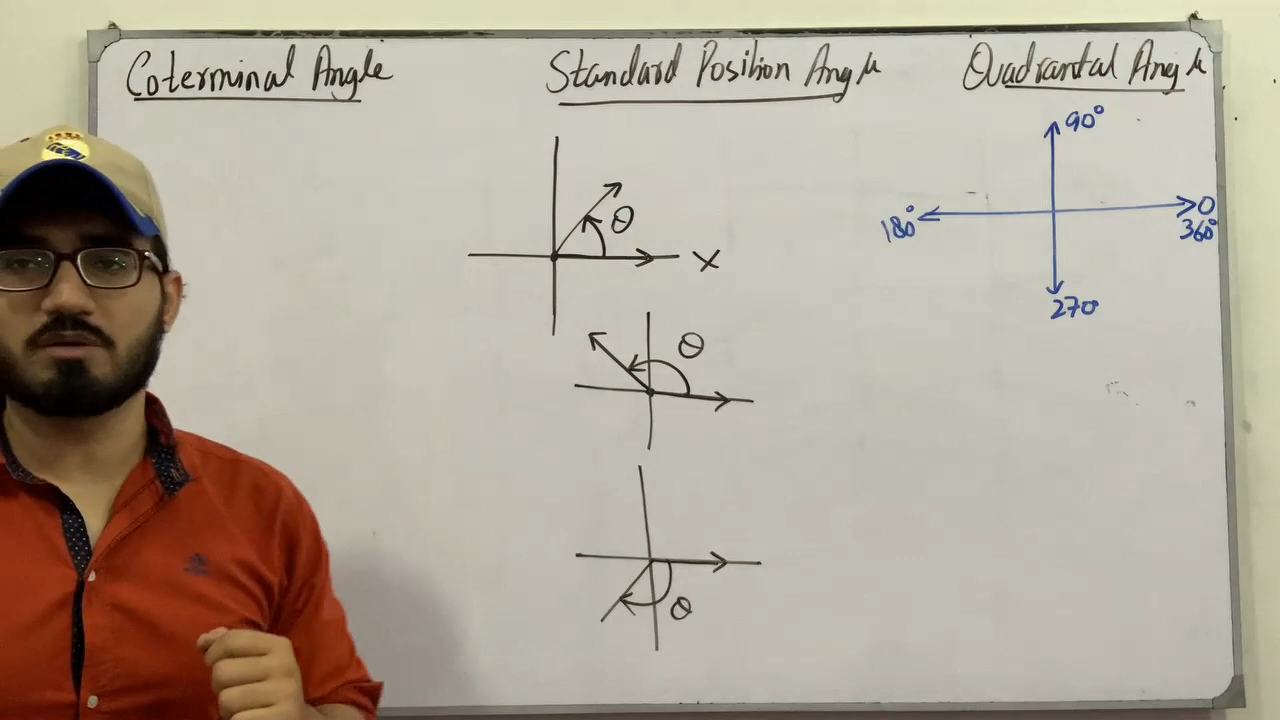 Coterminal Angle
Standard Position Angle
Quadrantal Angle
90°
180°
0
360°
270°
θ
X
θ
θ